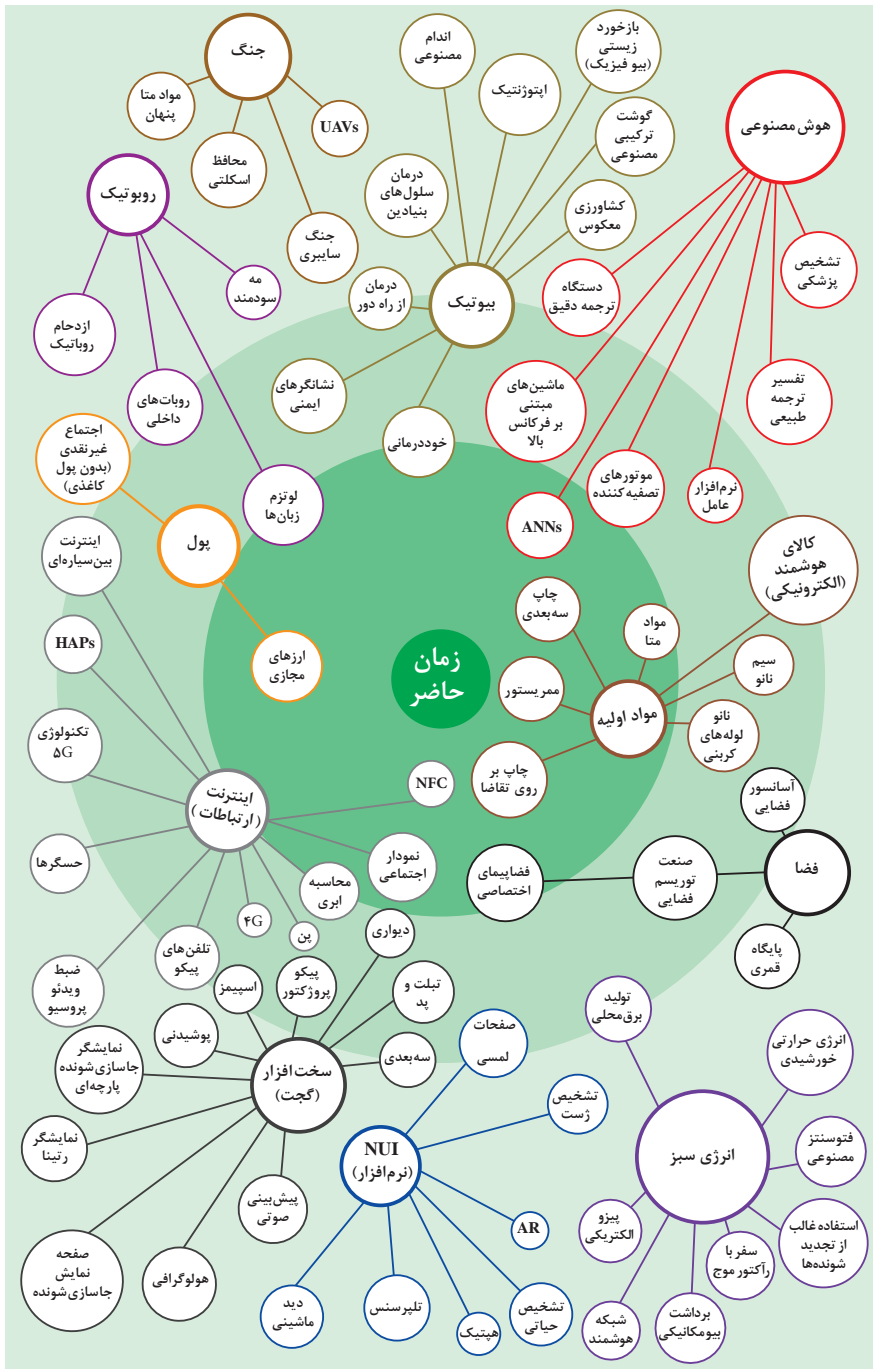 جنگ
مواد متا
پنهان
محافظ
اسکلتی
UAVs
جنگ
سایبری
اندام
مصنوعی
اپتوژنتیک
بازخورد
زیستی
(بیو فیزیک)
گوشت
ترکیبی
مصنوعی
درمان
سلول‌های
بنیادین
کشاورزی
معکوس
بیوتیک
درمان
از راه دور
نشانگرهای
ایمنی
خوددرمانی
هوش مصنوعی
تشخیص
پزشکی
دستگاه
ترجمه دقیق
تفسیر
ترجمه
طبیعی
ماشین‌های
مبتنی
بر فرکانس
بالا
موتورهای
تصفیه‌کننده
نرم‌افزار
عامل
ANNs
روبوتیک
مه
سودمند
ازدحام
روباتیک
روبات‌های
داخلی
لوتزم
زبان‌ها
اجتماع
غیرنقدی
(بدون پول
کاغذی)
پول
ارزهای
مجازی
زمان
حاضر
کالای
هوشمند
(الکترونیکی)
چاپ
سه‌بعدی
مواد
متا
سیم
نانو
ممریستور
مواد اولیه
نانو
لوله‌های
کربنی
چاپ بر
روی تقاضا
اینترنت
بین‌سیاره‌ای
HAPs
تکنولوژی
۵G
اینترنت
(ارتباطات)
NFC
حسگرها
نمودار
اجتماعی
محاسبه
ابری
۴G
پن
تلفن‌های
پیکو
ضبط
ویدئو
پروسیو
آسانسور
فضایی
فضا
صنعت
توریسم
فضایی
فضاپیمای
اختصاصی
پایگاه
قمری
دیواری
پیکو
پروژکتور
اسپیمز
تبلت و
پد
پوشیدنی
سه‌بعدی
نمایشگر
جاسازی‌شونده
پارچه‌ای
سخت‌افزار
(گجت)
نمایشگر
رتینا
پیش‌بینی
صوتی
صفحه
نمایش
جاسازی‌شونده
هولوگرافی
صفحات
لمسی
تشخیص
ژست
NUI
(نرم‌افزار)
AR
دید
ماشینی
تلپرسنس
هپتیک
تشخیص
حیاتی
تولید
برق‌محلی
انرژی حرارتی
خورشیدی
انرژی سبز
فتوسنتز
مصنوعی
پیزو
الکتریکی
استفاده غالب
از تجدید
شونده‌ها
سفر با
رآکتور موج
شبکه
هوشمند
برداشت
بیومکانیکی